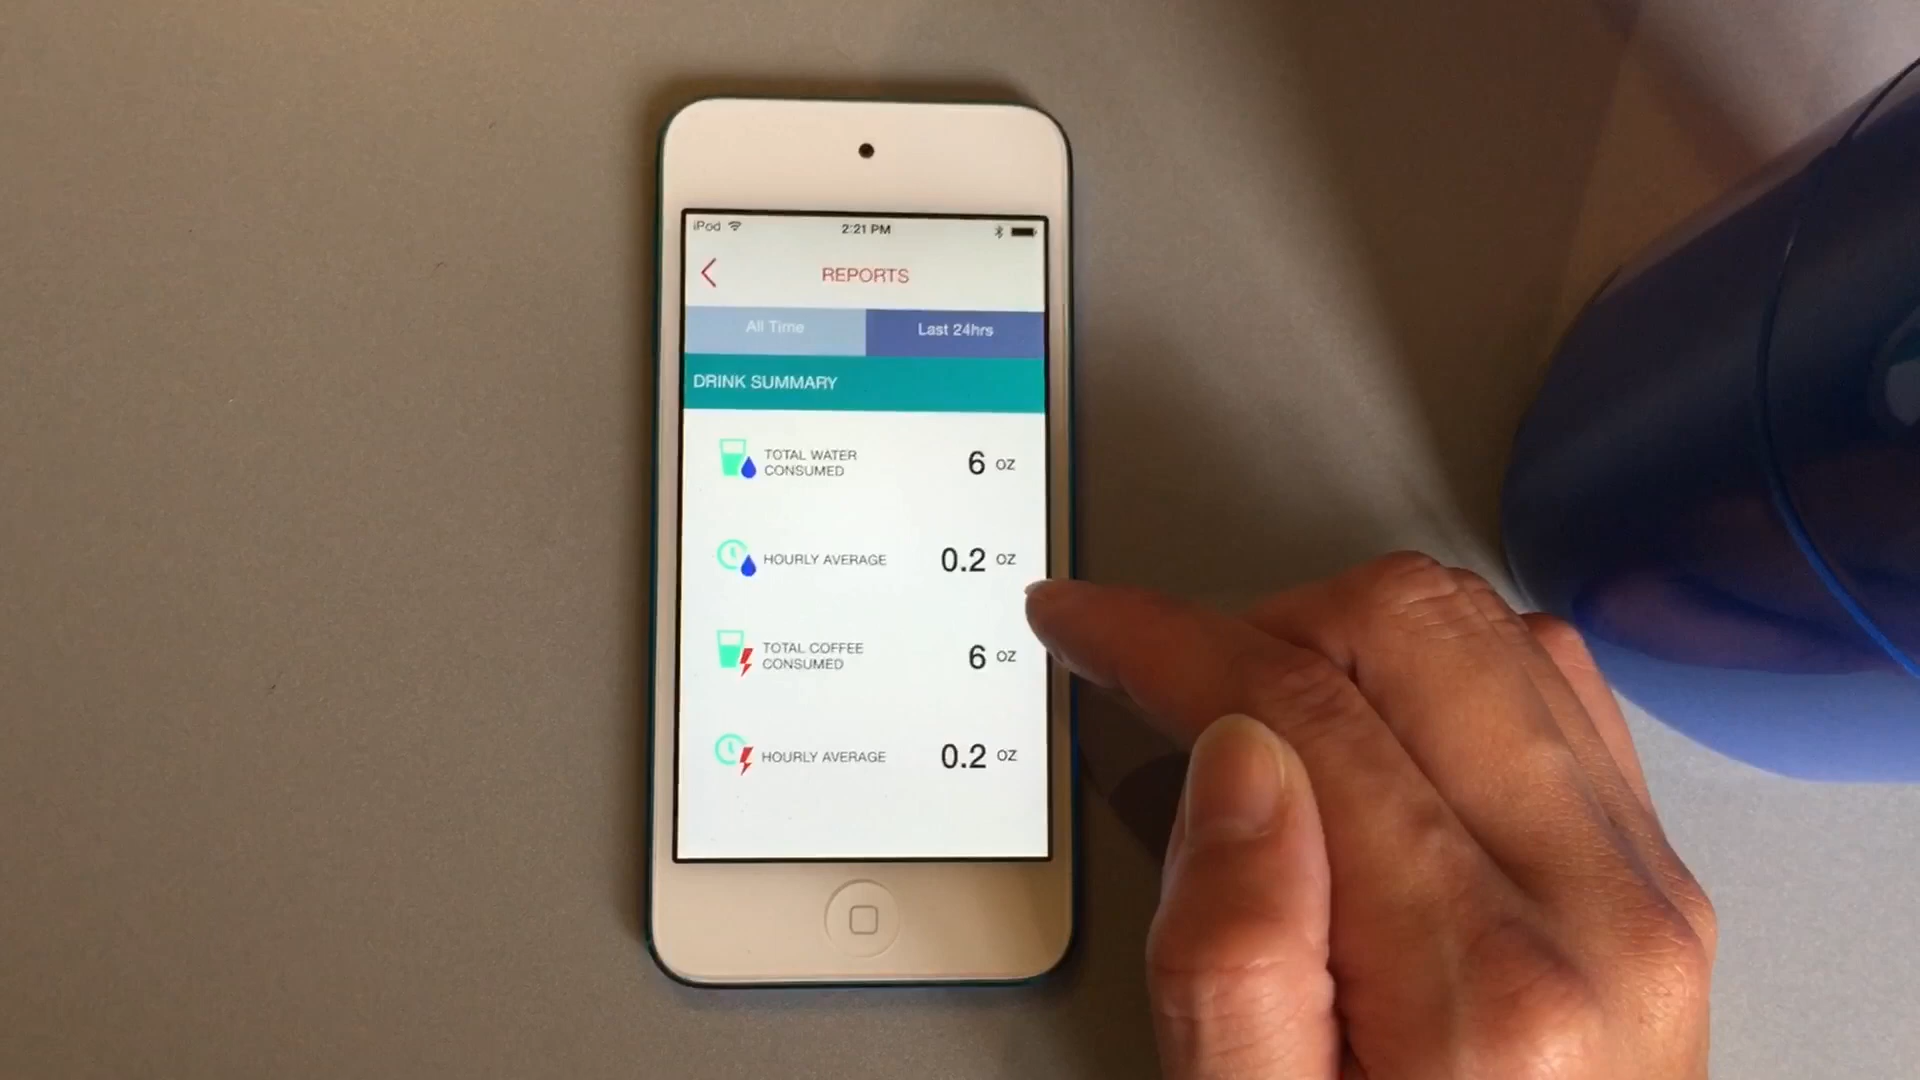 iPod 2:21 PM
REPORTS
All Time Last 24hrs
DRINK SUMMARY
TOTAL WATER
CONSUMED
6 OZ
HOURLY AVERAGE 0.2 OZ
TOTAL COFFEE
CONSUMED
6 OZ
HOURLY AVERAGE 0.2 OZ